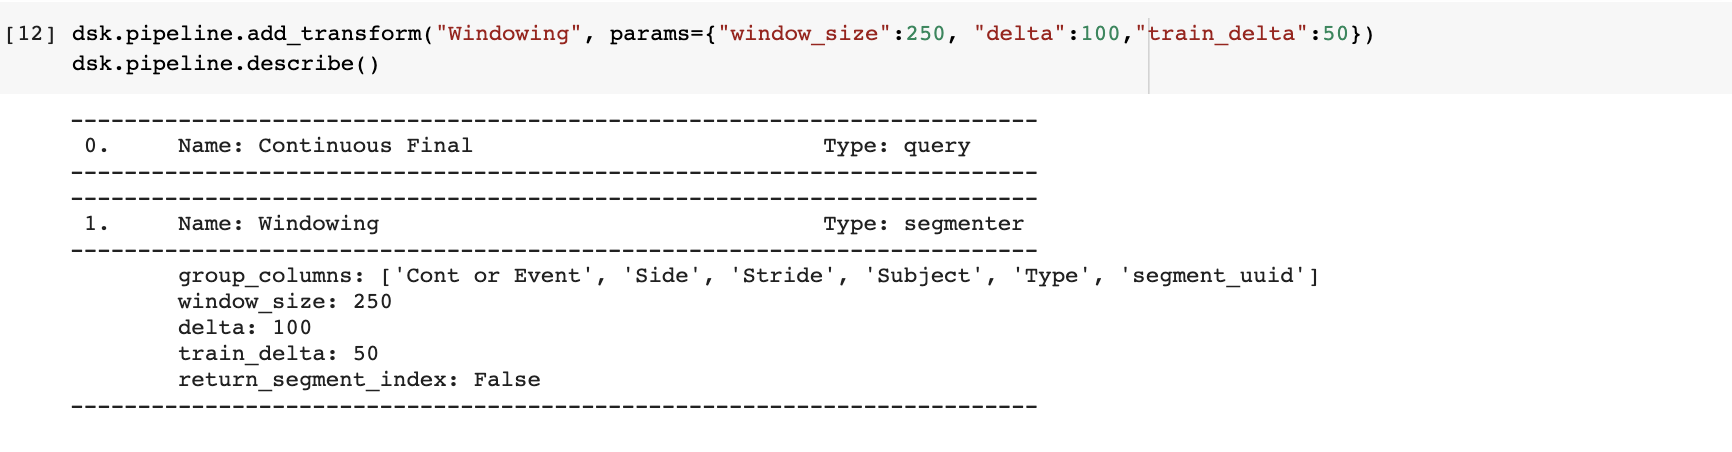 [12] dsk.pipeline.add_transform("Windowing", params={"window_size":250, "delta":100,"train_delta":50})
dsk.pipeline.describe()
------------------------------------------------------------------------
0. Name: Continuous Final Type: query
------------------------------------------------------------------------
------------------------------------------------------------------------
1. Name: Windowing Type: segmenter
------------------------------------------------------------------------
group_columns: ['Cont or Event', 'Side', 'Stride', 'Subject', 'Type', 'segment_uuid']
window_size: 250
delta: 100
train_delta: 50
return_segment_index: False
------------------------------------------------------------------------